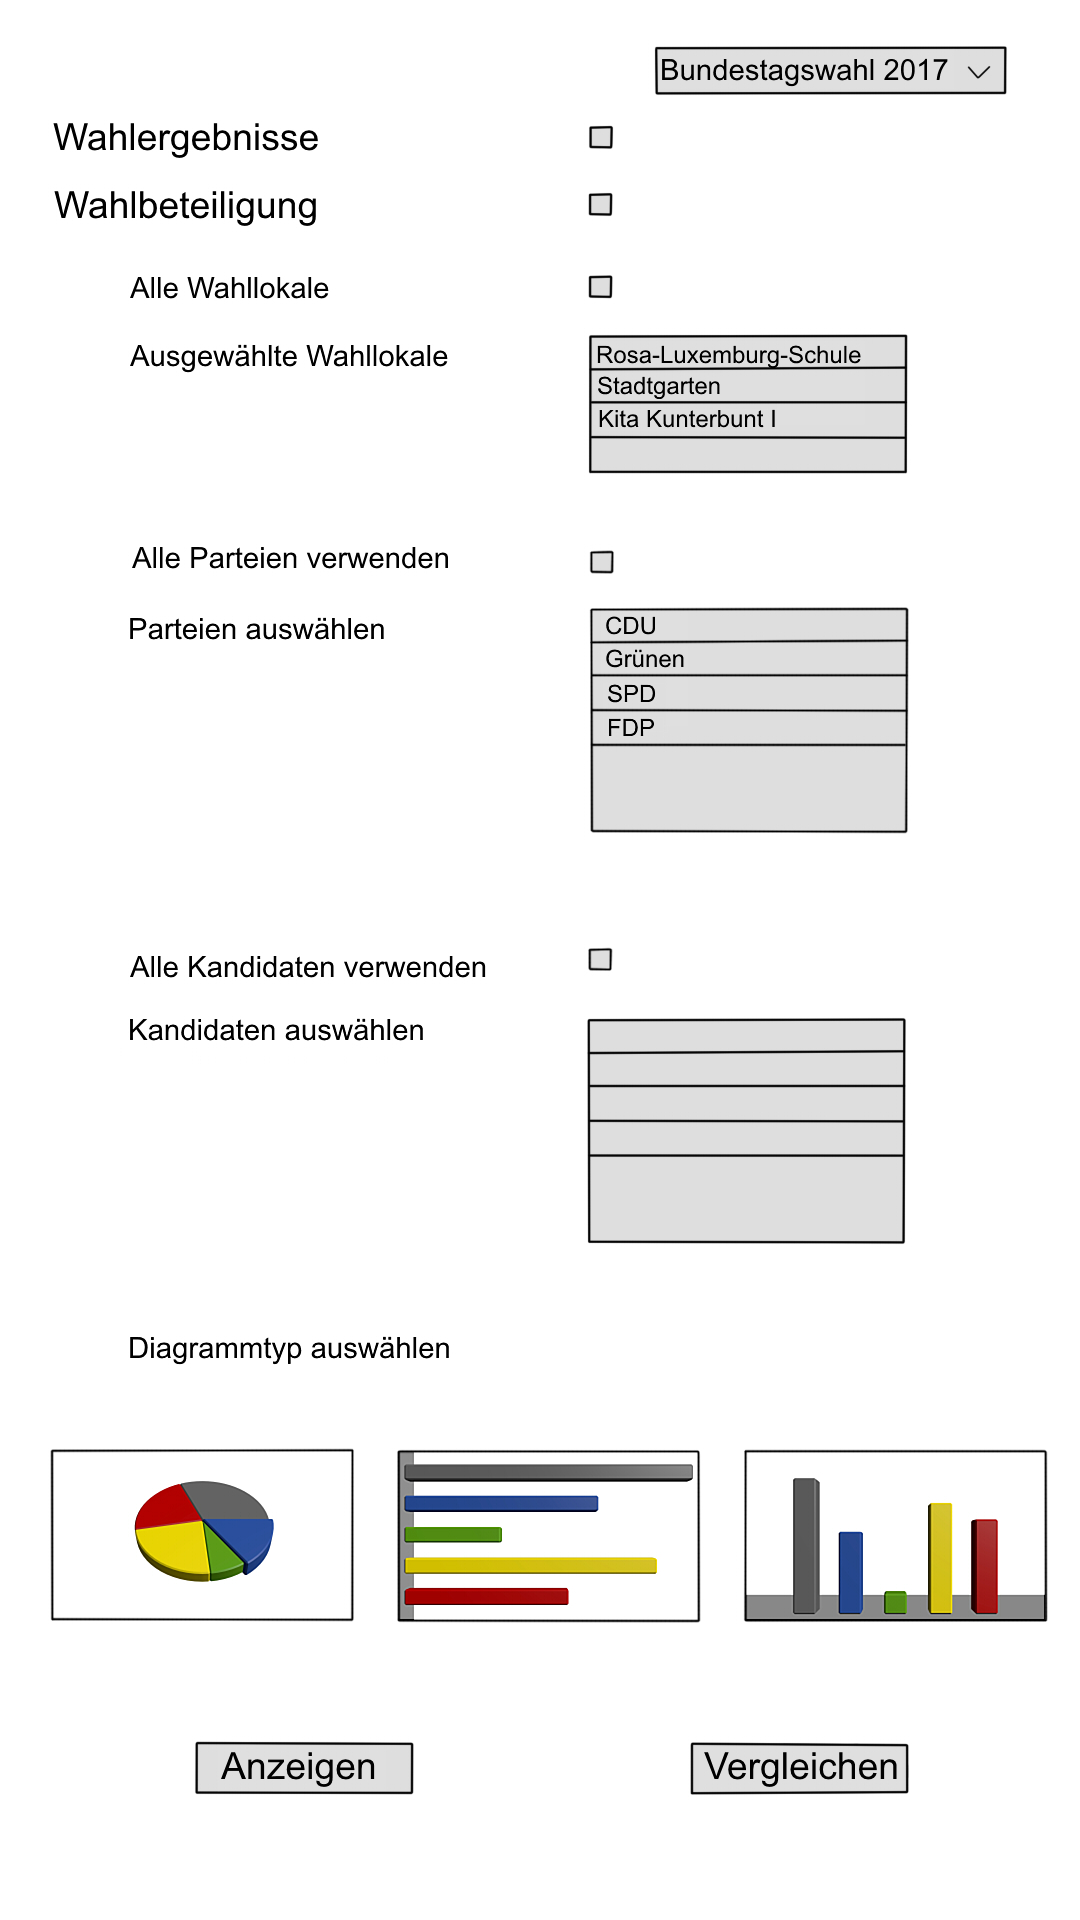 Bundestagswahl 2017
Wahlergebnisse
Wahlbeteiligung
Alle Wahllokale
Ausgewählte Wahllokale
Rosa-Luxemburg-Schule
Stadtgarten
Kita Kunterbunt I
Alle Parteien verwenden
Parteien auswählen
CDU
Grünen
SPD
FDP
Alle Kandidaten verwenden
Kandidaten auswählen
Diagrammtyp auswählen
Anzeigen
Vergleichen